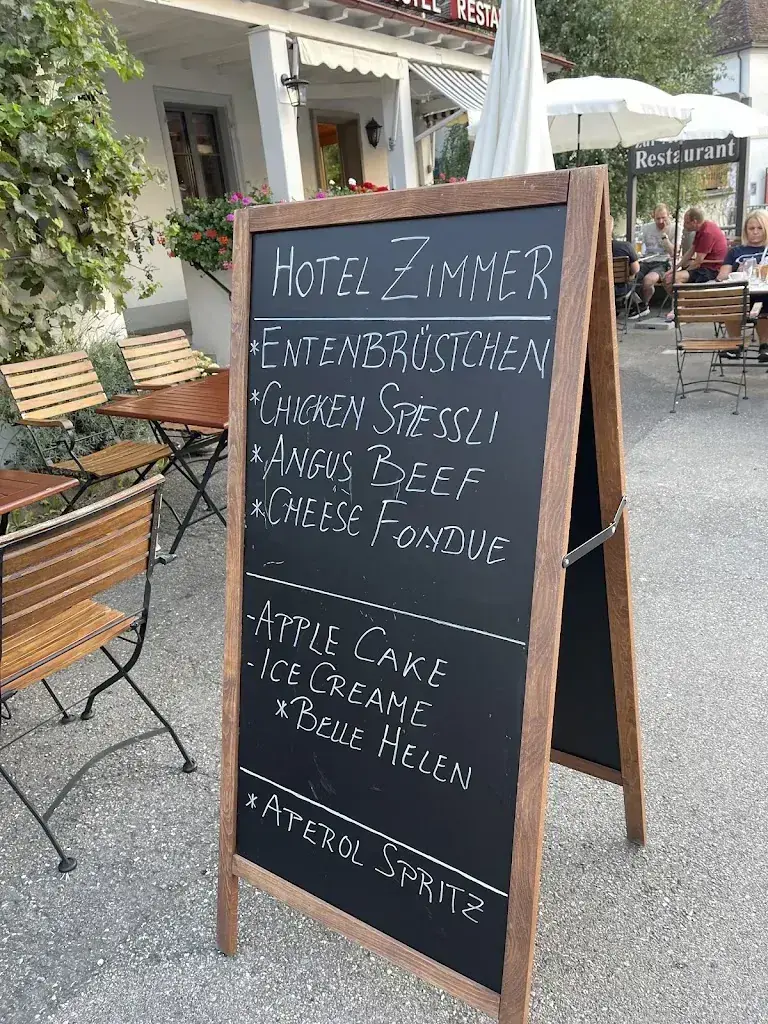 RESTA
Restaurant
HOTEL ZIMMER
*ENTENBRÜSTCHEN
*CHICKEN SPIESSLI
*ANGUS BEEF
*CHEESE FONDUE
-APPLE CAKE
-ICE CREAME
*BELLE HELEN
*APEROL SPRITZ